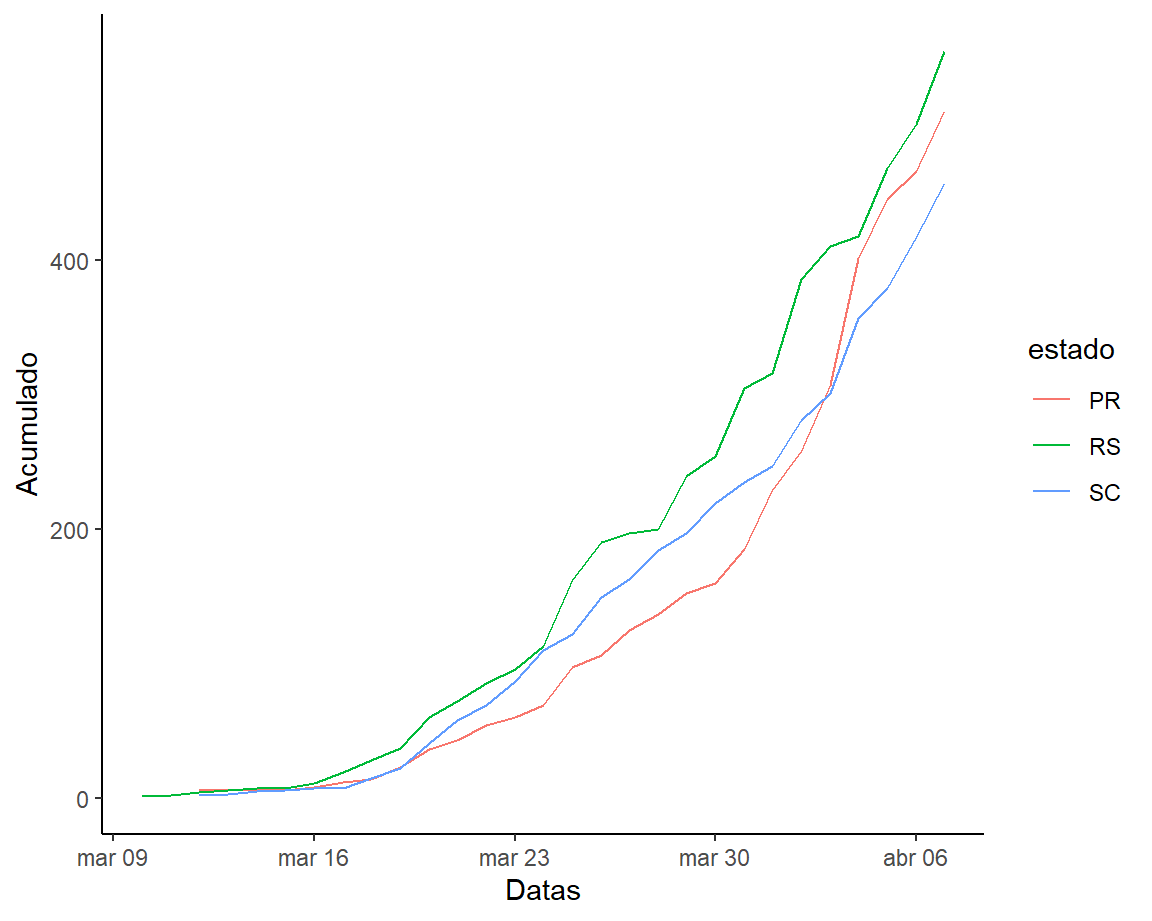 Acumulado
400
200
0
mar 09
mar 16
mar 23
mar 30
abr 06
Datas
estado
PR
RS
SC